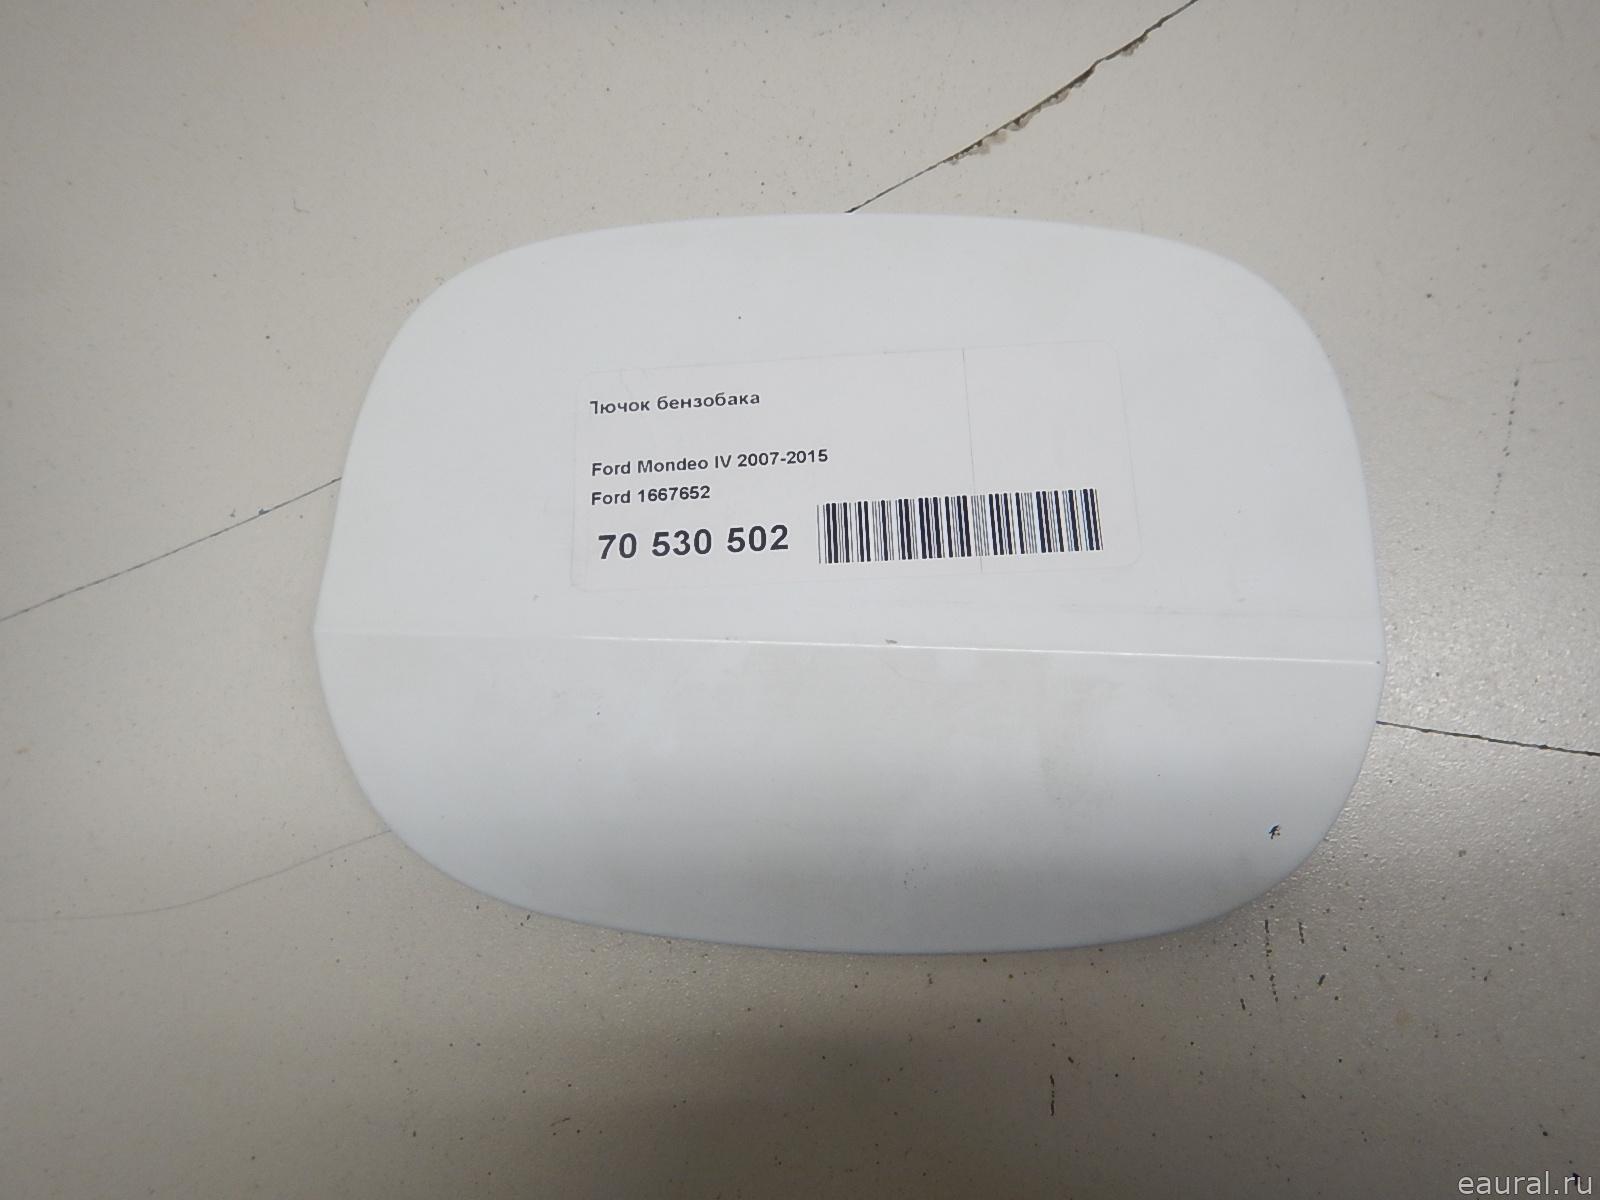 Лючок бензобака
Ford Mondeo IV 2007-2015
Ford 1667652
70 530 502
eaural.ru